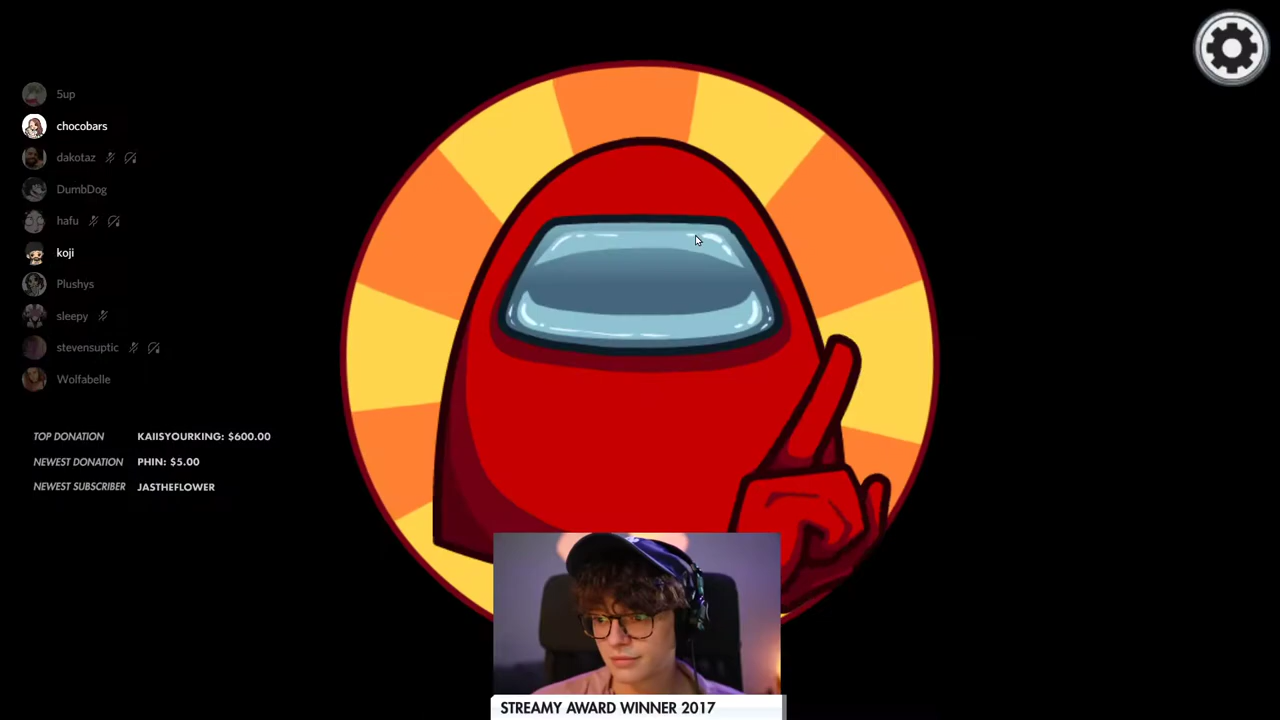 5up
chocobars
dakotaz
DumbDog
hafu
koji
Plushys
sleepy
stevensuptic
Wolfabelle
TOP DONATION KAIISYOURKING: $600.00
NEWEST DONATION PHIN: $5.00
NEWEST SUBSCRIBER JASTHEFLOWER
STREAMY AWARD WINNER 2017